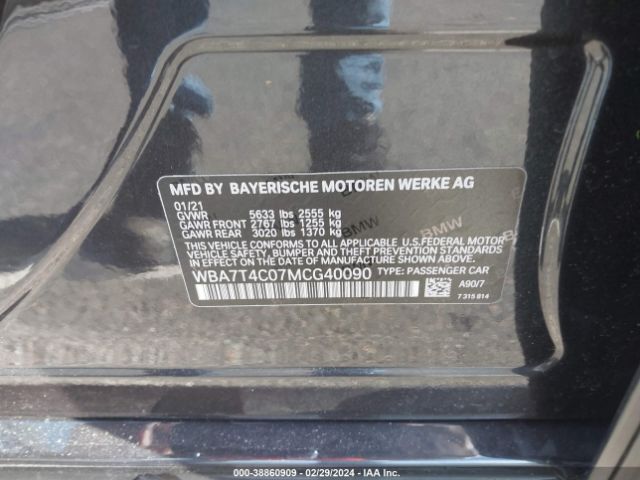 MFD BY BAYERISCHE MOTOREN WERKE AG
01/21
GVWR 5633 lbs 2555 kg
GAWR FRONT 2767 lbs 1255 kg
GAWR REAR 3020 lbs 1370 kg
THIS VEHICLE CONFORMS TO ALL APPLICABLE U.S.FEDERAL MOTOR
VEHICLE SAFETY, BUMPER, AND THEFT PREVENTION STANDARDS
IN EFFECT ON THE DATE OF MANUFACTURE SHOWN ABOVE.
WBA7T4C07MCG40090 TYPE: PASSENGER CAR
A90/7
7 315 814
BMW
BMW
BMW
000-38860909 - 02/29/2024 - IAA Inc.